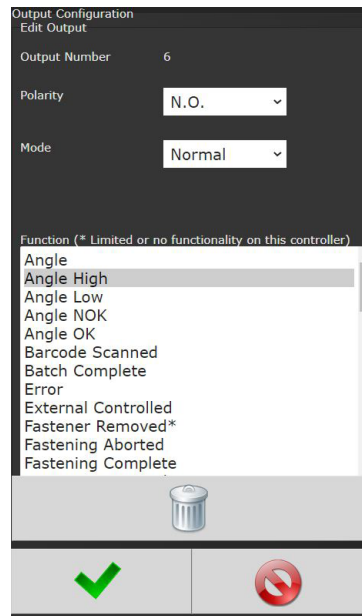 Output Configuration
Edit Output
Output Number 6
Polarity N.O.
Mode Normal
Function (* Limited or no functionality on this controller)
Angle
Angle High
Angle Low
Angle NOK
Angle OK
Barcode Scanned
Batch Complete
Error
External Controlled
Fastener Removed*
Fastening Aborted
Fastening Complete